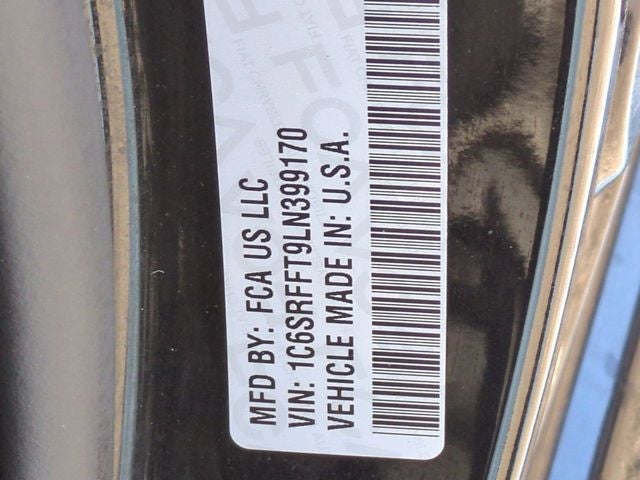 MFD BY: FCA US LLC
VIN: 1C6SRFFT9LN399170
VEHICLE MADE IN: U.S.A.